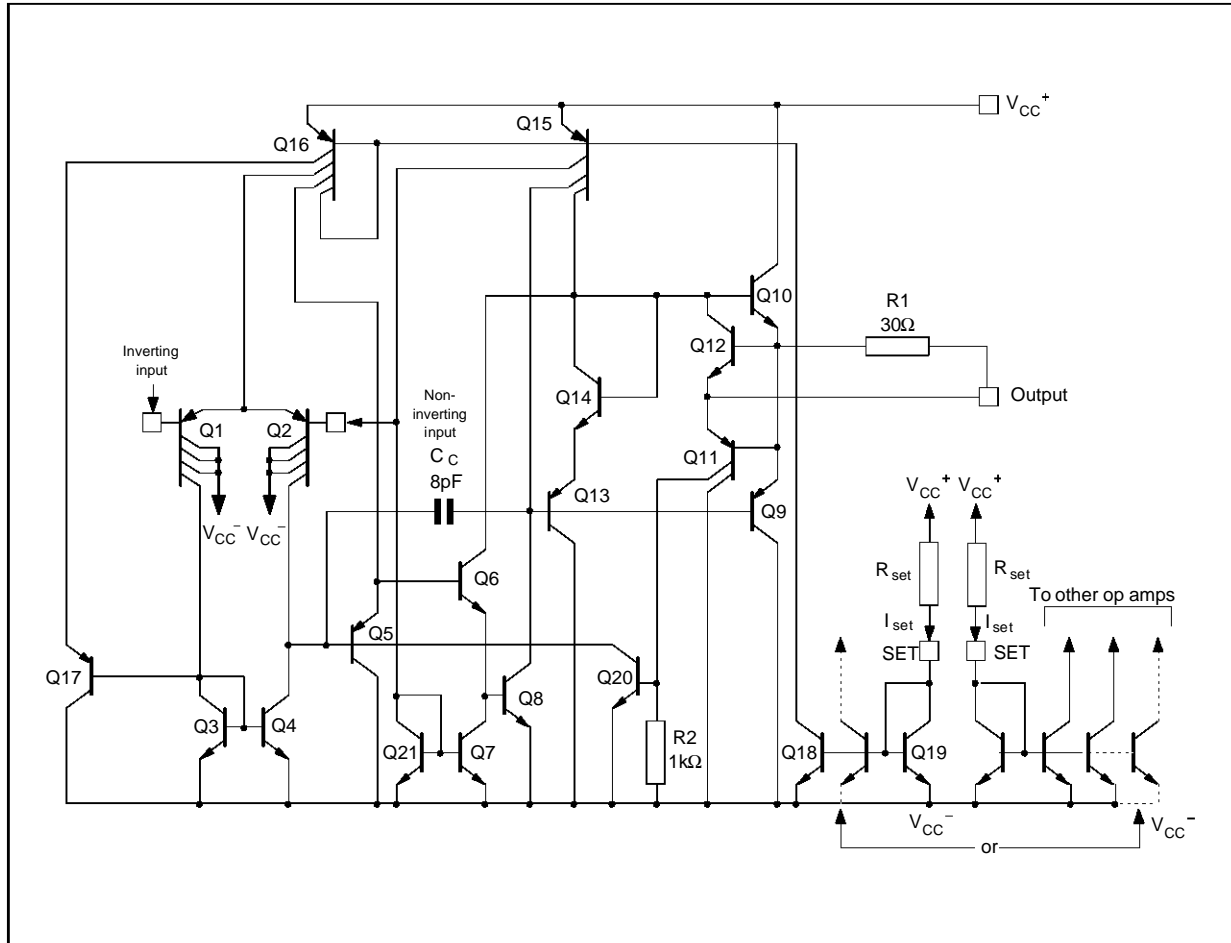 VCC+
Q15
Q16
Q10
R1
30Ω
Q12
Inverting
input
Output
Q14
Non-
inverting
input
Q1
Q2
Q11
CC
8pF
Q13
VCC+
VCC+
Q9
VCC−
VCC−
Rset
Rset
Q6
To other op amps
Iset
Iset
Q5
SET
SET
Q17
Q20
Q8
Q3
Q4
R2
1kΩ
Q21
Q7
Q18
Q19
VCC−
VCC−
or